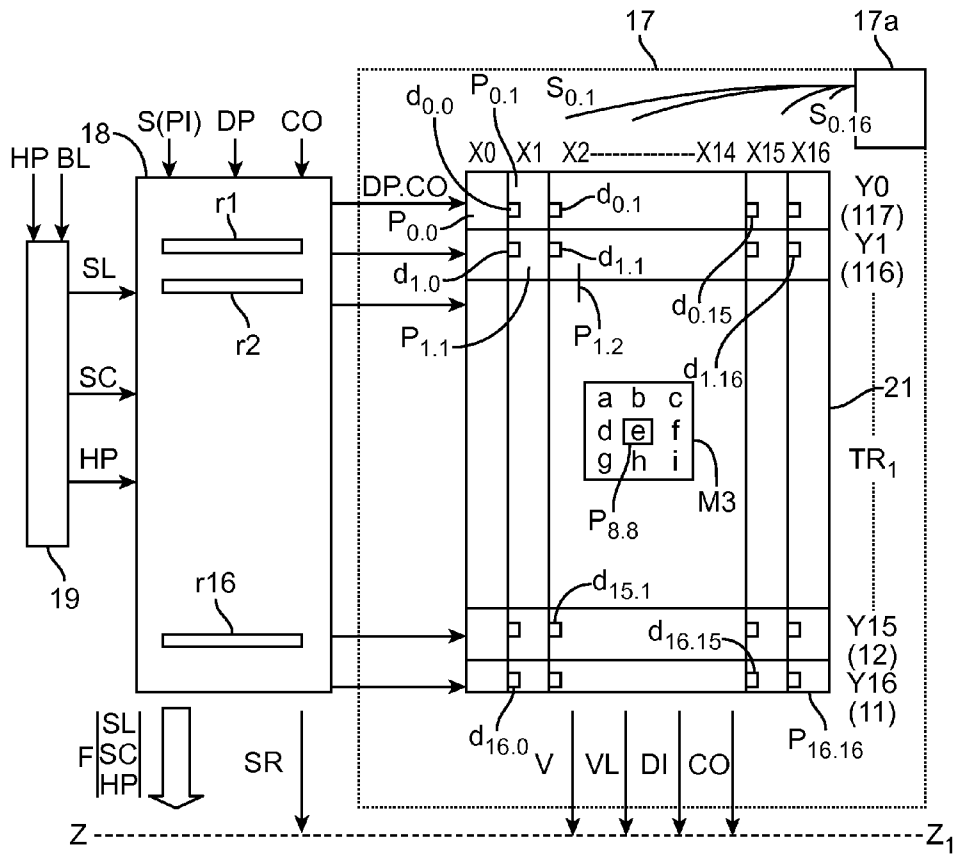 17
17a
S0.1
S0.16
P0.1
d0.0
18
S(PI) DP CO
HP BL
X0 X1 X2 ------------ X14 X15 X16
DP.CO
Y0
(117)
P0.0
d0.1
r1
Y1
(116)
SL
d1.0
d1.1
r2
d0.15
P1.1
P1.2
d1.16
SC
21
a b c
d e f
g h i
HP
TR1
M3
P8.8
19
r16
d15.1
d16.15
Y15
(12)
Y16
(11)
d16.0
P16.16
F SL SC HP
SR
V VL DI CO
Z ------------ Z1